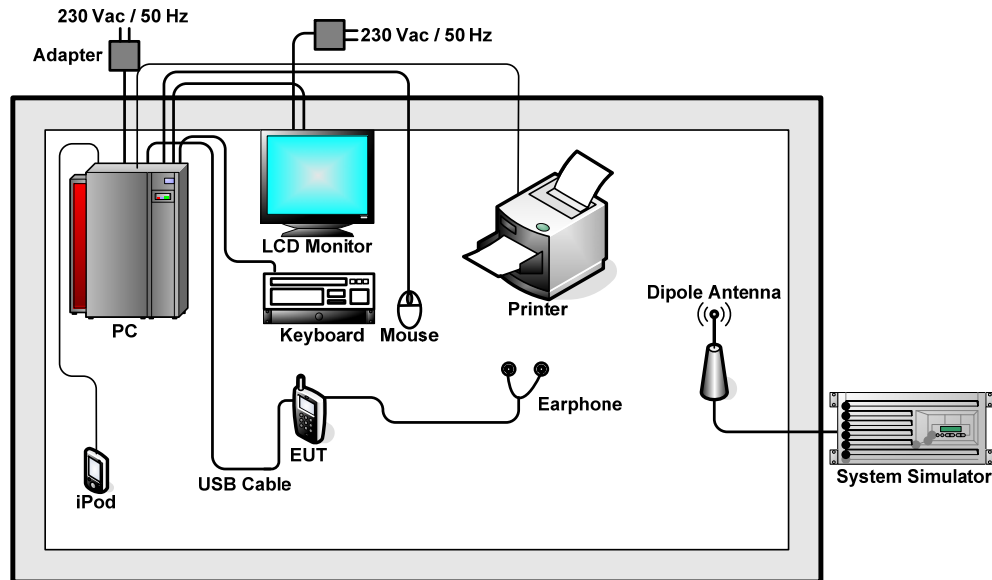 230 Vac / 50 Hz
Adapter
230 Vac / 50 Hz
LCD Monitor
PC
Keyboard
Mouse
Printer
Dipole Antenna
Earphone
EUT
USB Cable
iPod
System Simulator